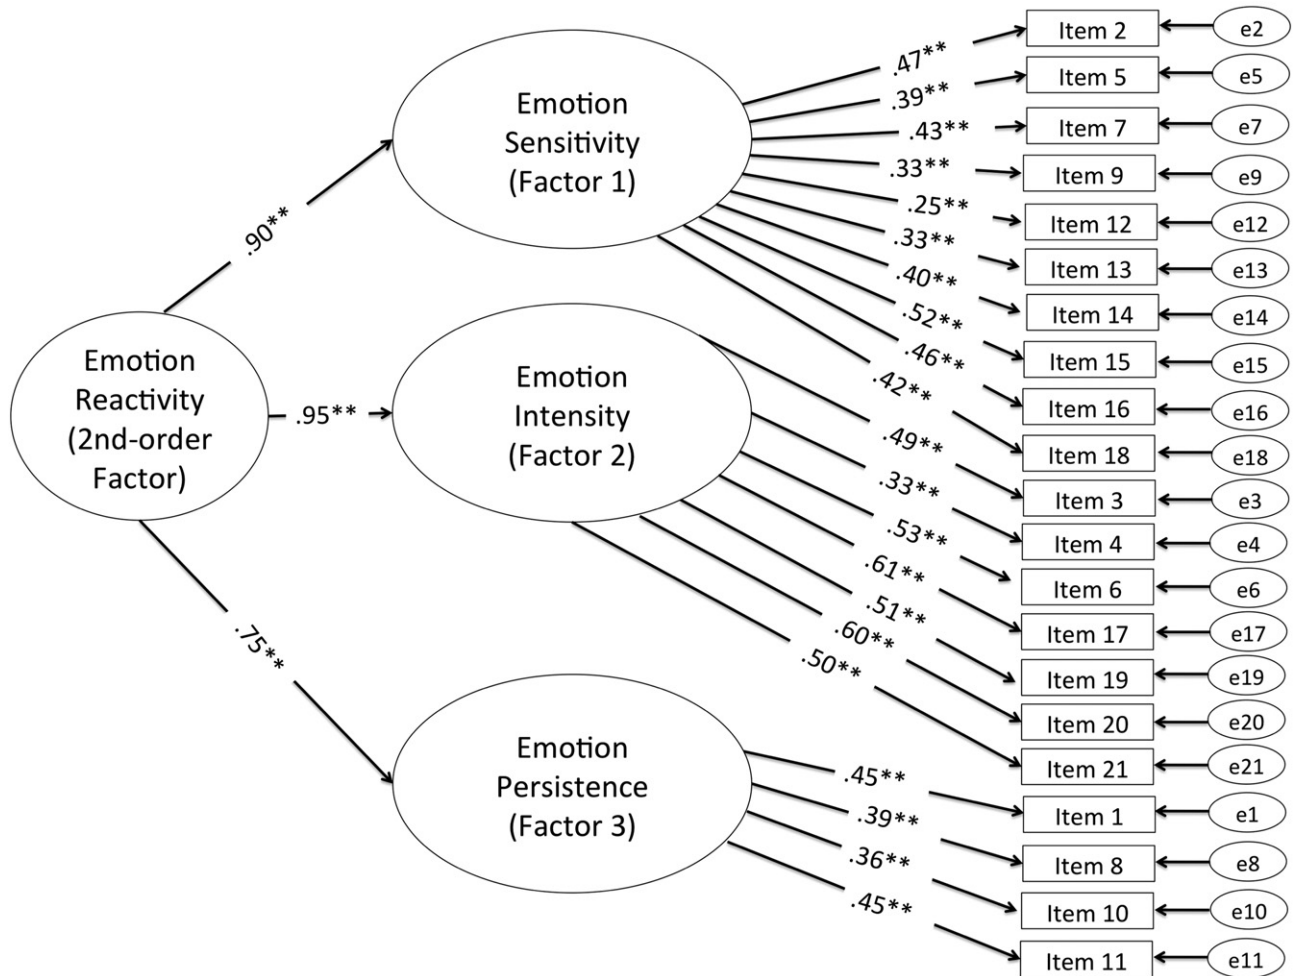 Emotion
Reactivity
(2nd-order
Factor)
.90**
.95**
.75**
Emotion
Sensitivity
(Factor 1)
Emotion
Intensity
(Factor 2)
Emotion
Persistence
(Factor 3)
.47**
.39**
.43**
.33**
.25**
.33**
.40**
.52**
.46**
.42**
.49**
.33**
.53**
.61**
.51**
.60**
.50**
.45**
.39**
.36**
.45**
Item 2 e2
Item 5 e5
Item 7 e7
Item 9 e9
Item 12 e12
Item 13 e13
Item 14 e14
Item 15 e15
Item 16 e16
Item 18 e18
Item 3 e3
Item 4 e4
Item 6 e6
Item 17 e17
Item 19 e19
Item 20 e20
Item 21 e21
Item 1 e1
Item 8 e8
Item 10 e10
Item 11 e11